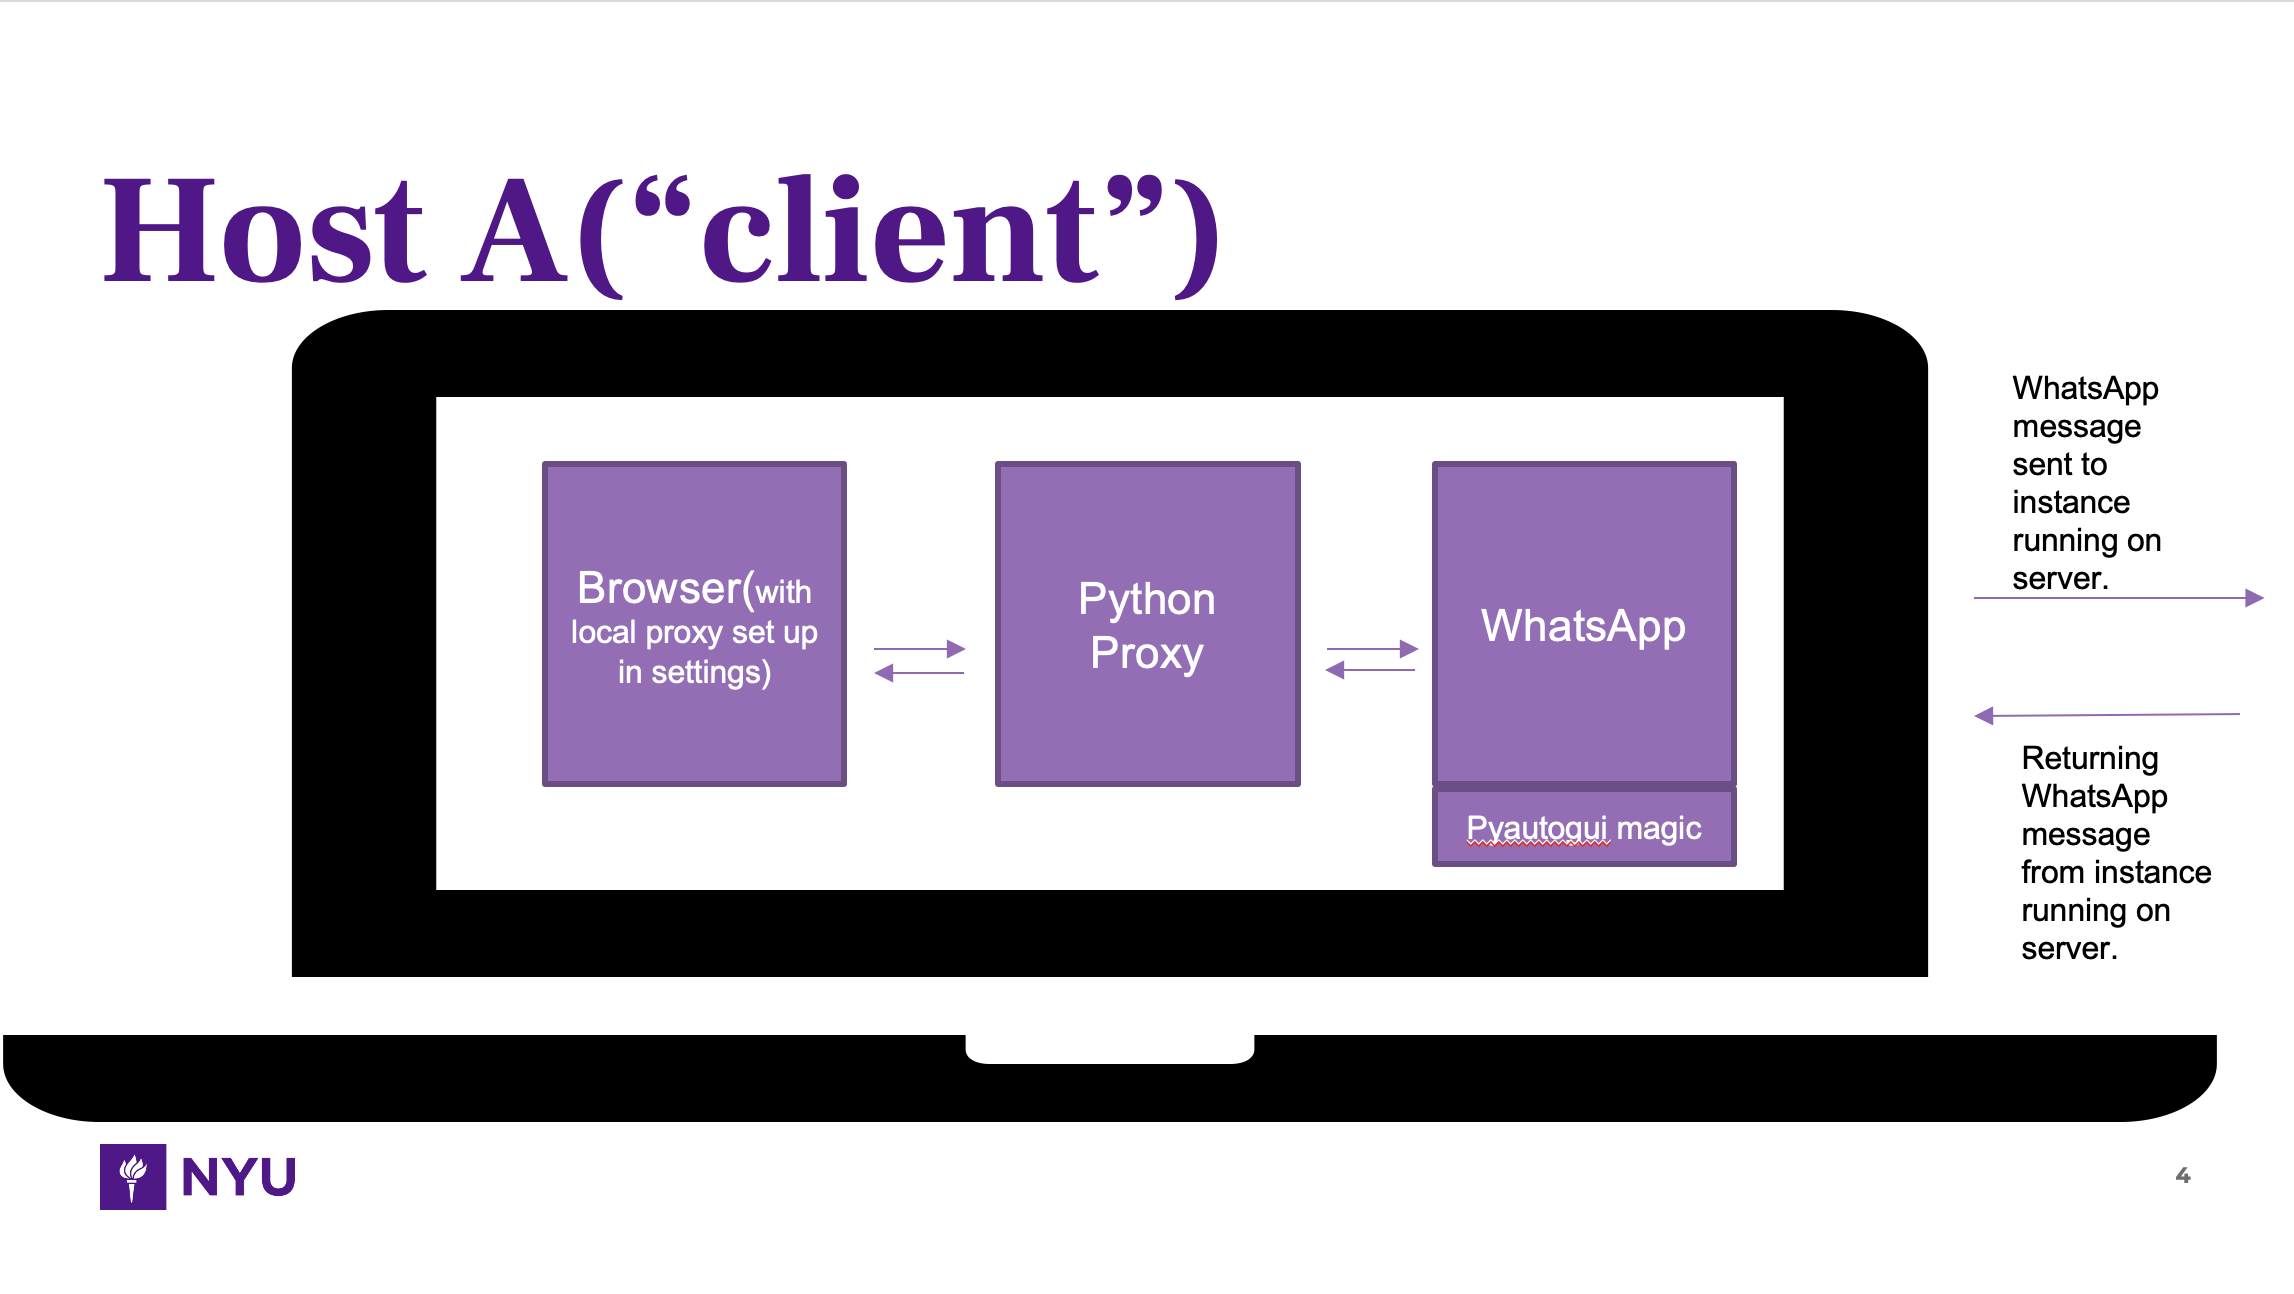 Host A(“client”)
WhatsApp
message
sent to
instance
running on
server.
Browser(with
local proxy set up
in settings)
Python
Proxy
WhatsApp
Pyautogui magic
Returning
WhatsApp
message
from instance
running on
server.
NYU
4